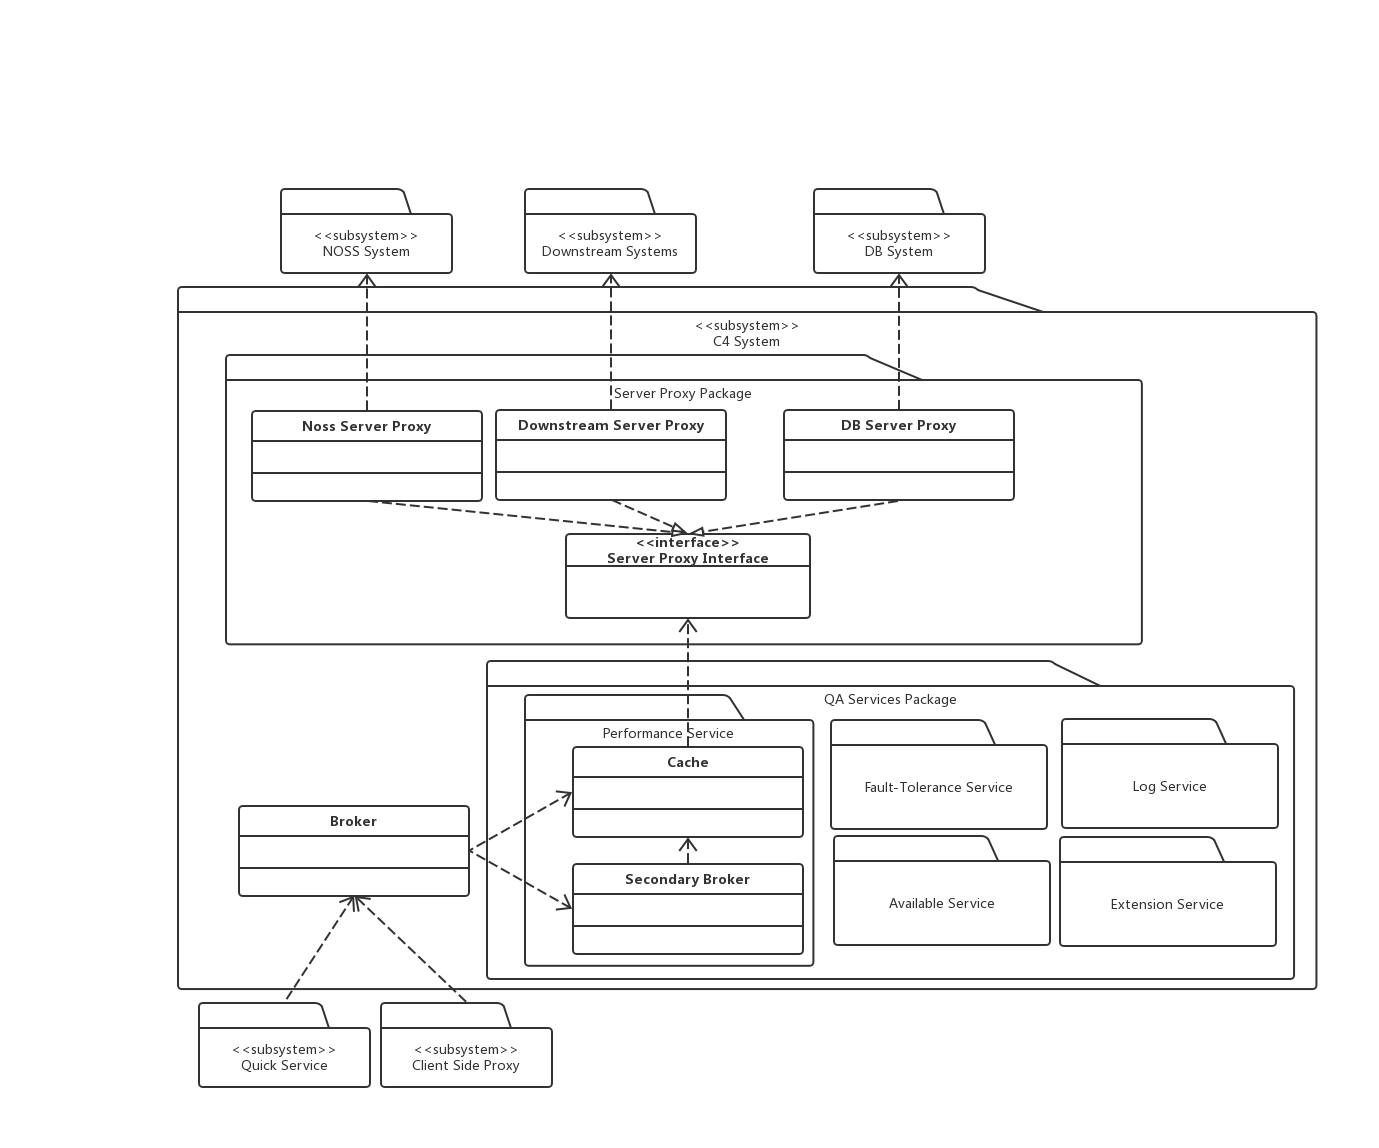 <<subsystem>>
NOSS System
<<subsystem>>
Downstream Systems
<<subsystem>>
DB System
<<subsystem>>
C4 System
Server Proxy Package
Noss Server Proxy
Downstream Server Proxy
DB Server Proxy
<<interface>>
Server Proxy Interface
QA Services Package
Performance Service
Cache
Fault-Tolerance Service
Log Service
Broker
Secondary Broker
Available Service
Extension Service
<<subsystem>>
Quick Service
<<subsystem>>
Client Side Proxy